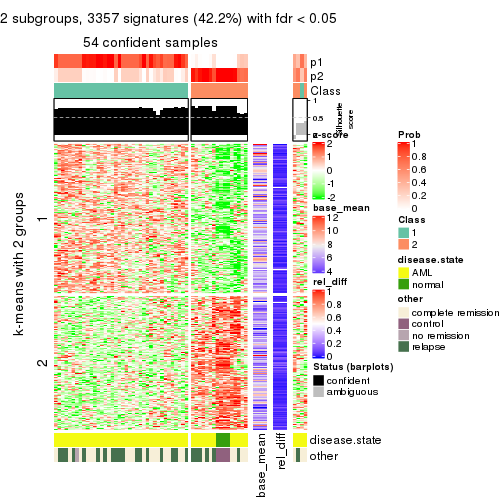 2 subgroups, 3357 signatures (42.2%) with fdr < 0.05
54 confident samples
p1
p2
Class
1
0.5
0
Silhouette
score
k-means with 2 groups
1
2
base_mean
rel_diff
disease.state
other
z-score
2
1
0
-1
-2
base_mean
12
10
8
6
4
rel_diff
1
0.8
0.6
0.4
0.2
0
Status (barplots)
confident
ambiguous
Prob
1
0.8
0.6
0.4
0.2
0
Class
1
2
disease.state
AML
normal
other
complete remission
control
no remission
relapse